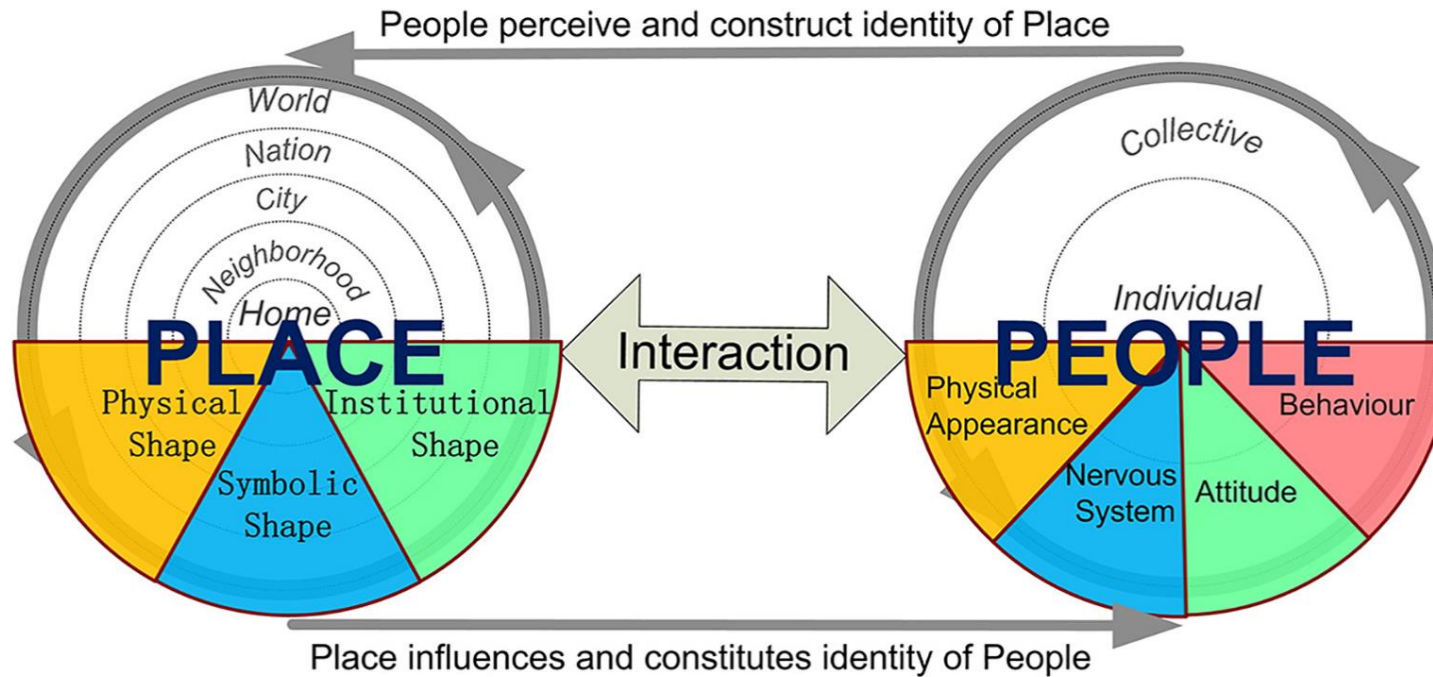 People perceive and construct identity of Place
World
Nation
City
Neighborhood
Home
PLACE
Physical
Shape
Symbolic
Shape
Institutional
Shape
Interaction
Collective
Individual
PEOPLE
Physical
Appearance
Nervous
System
Attitude
Behaviour
Place influences and constitutes identity of People